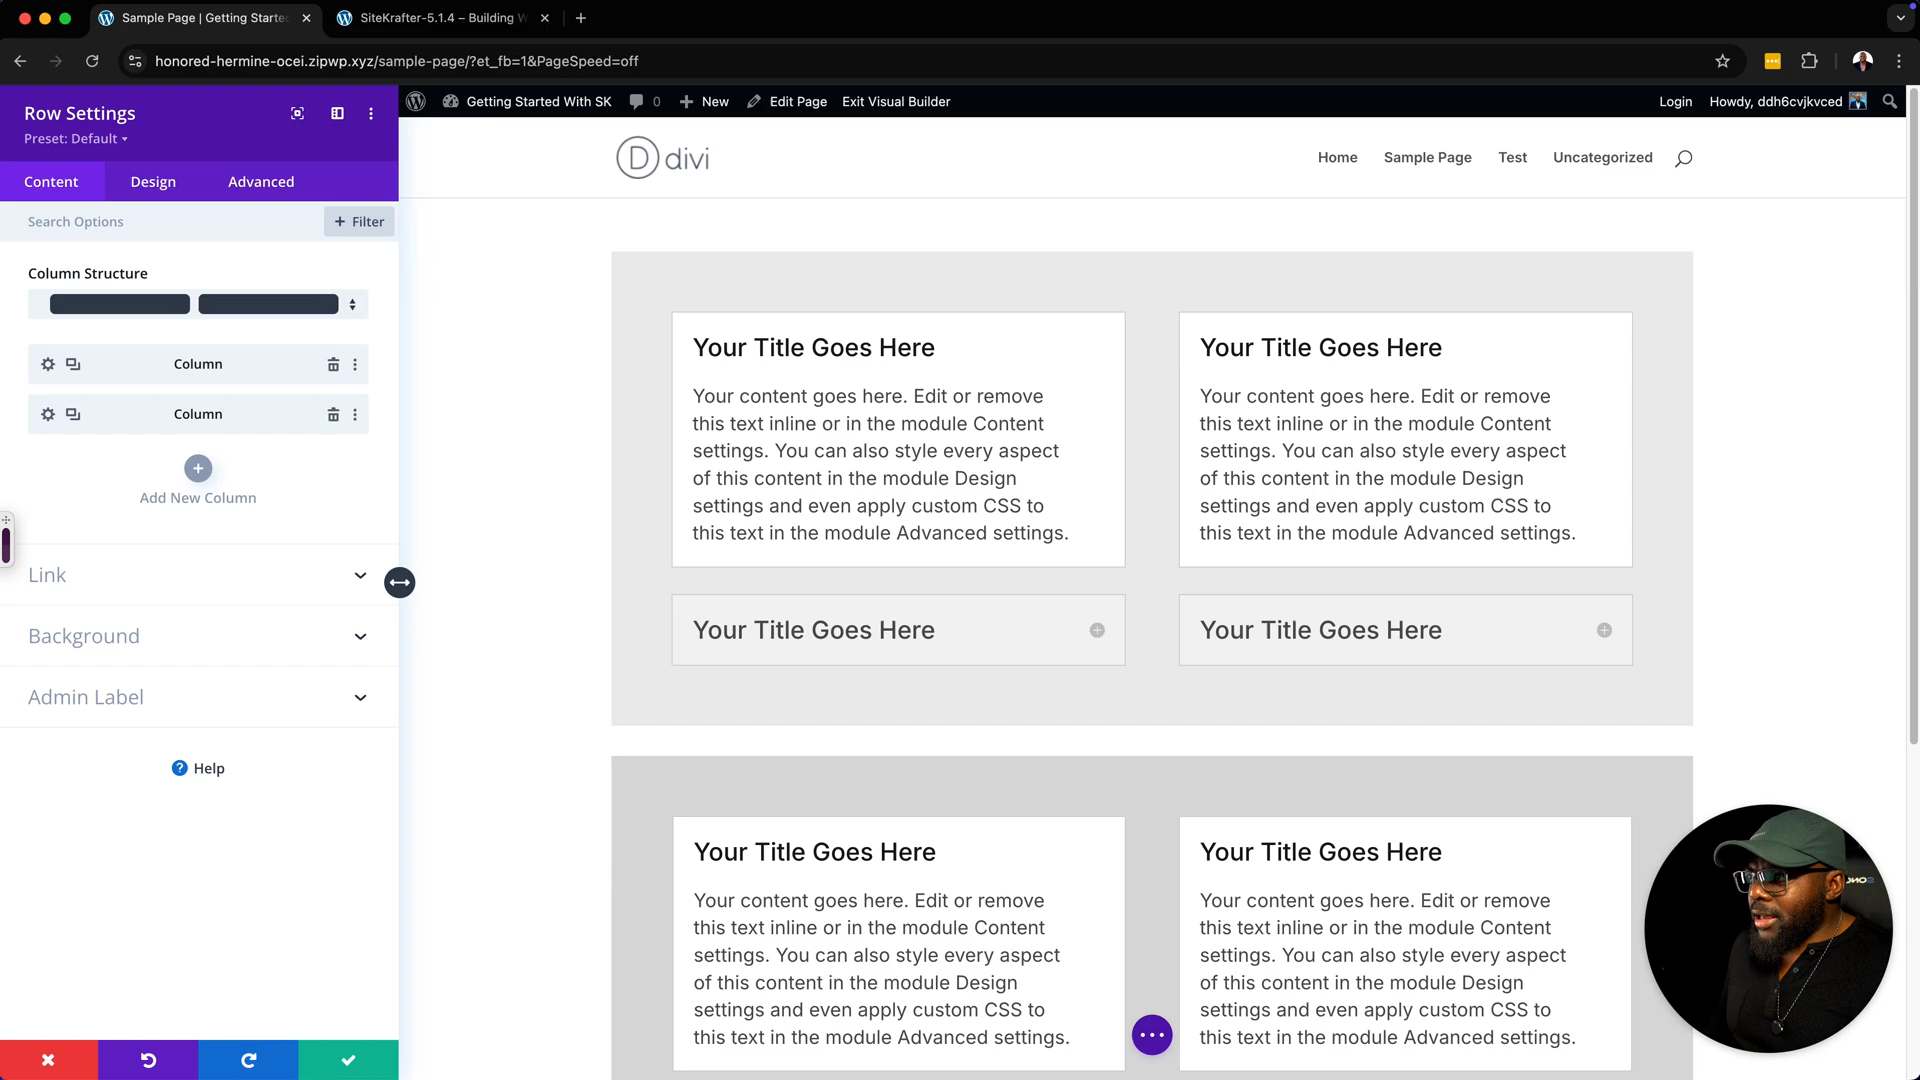 Sample Page | Getting Started
SiteKrafter-5.1.4 – Building W
honored-hermine-ocei.zipwp.xyz/sample-page/?et_fb=1&PageSpeed=off
Row Settings
Preset: Default
Getting Started With SK
0
New
Edit Page
Exit Visual Builder
Login
Howdy, ddh6cvjkvced
Content
Design
Advanced
Search Options
Filter
Column Structure
Column
Column
Add New Column
Link
Background
Admin Label
Help
D divi
Home
Sample Page
Test
Uncategorized
Your Title Goes Here
Your content goes here. Edit or remove
this text inline or in the module Content
settings. You can also style every aspect
of this content in the module Design
settings and even apply custom CSS to
this text in the module Advanced settings.
Your Title Goes Here
Your content goes here. Edit or remove
this text inline or in the module Content
settings. You can also style every aspect
of this content in the module Design
settings and even apply custom CSS to
this text in the module Advanced settings.
Your Title Goes Here
Your Title Goes Here
Your Title Goes Here
Your content goes here. Edit or remove
this text inline or in the module Content
settings. You can also style every aspect
of this content in the module Design
settings and even apply custom CSS to
this text in the module Advanced settings.
Your Title Goes Here
Your content goes here. Edit or remove
this text inline or in the module Content
settings. You can also style every aspect
of this content in the module Design
settings and even apply custom CSS to
this text in the module Advanced settings.